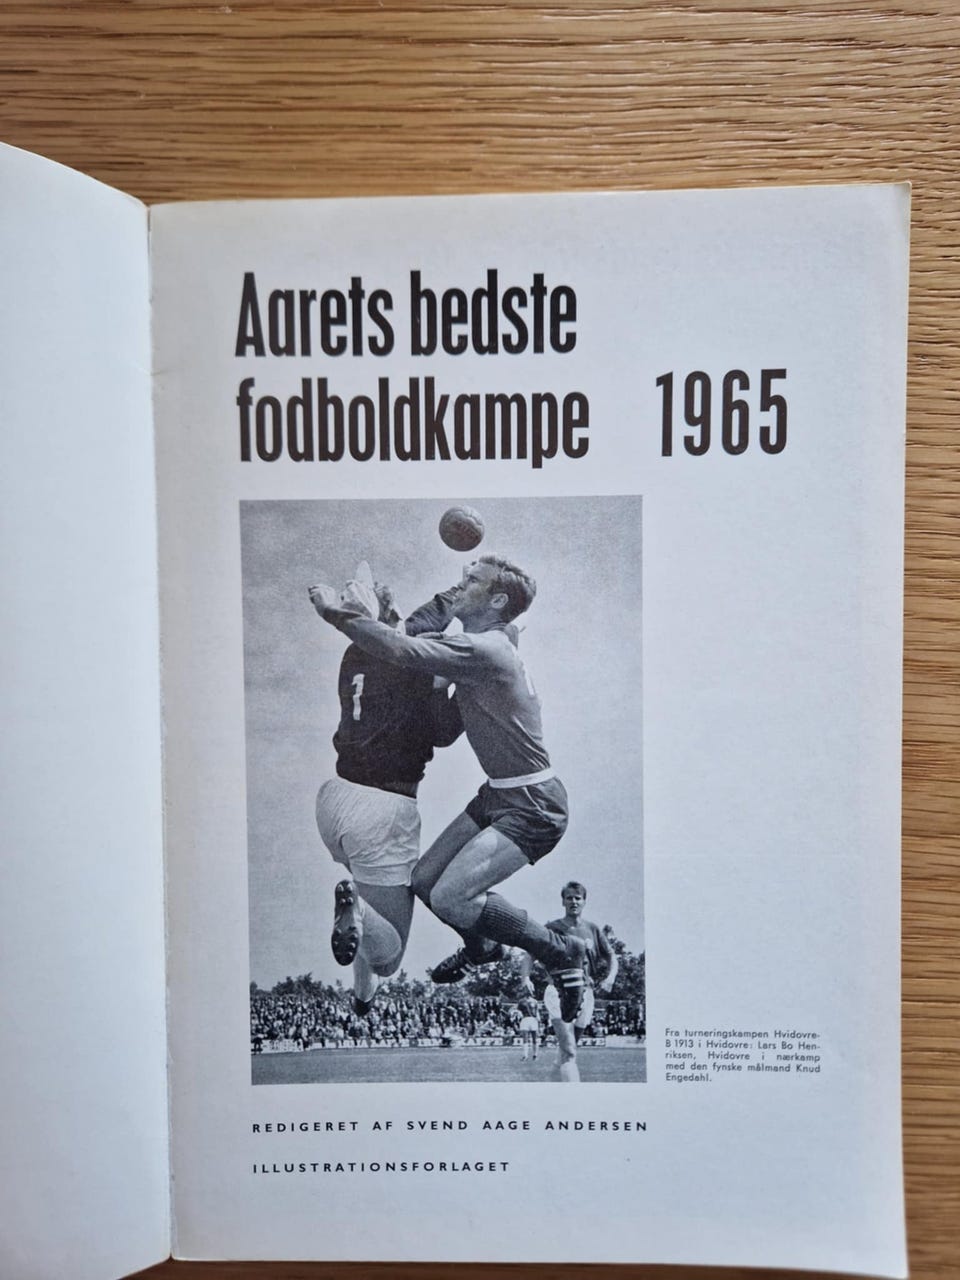 Aarets bedste
fodboldkampe 1965
1
Fra turneringskampen Hvidovre-
B 1913 i Hvidovre: Lars Bo Hen-
riksen, Hvidovre i nærkamp
med den fynske målmand Knud
Engedahl.
REDIGERET AF SVEND AAGE ANDERSEN
ILLUSTRATIONSFORLAGET